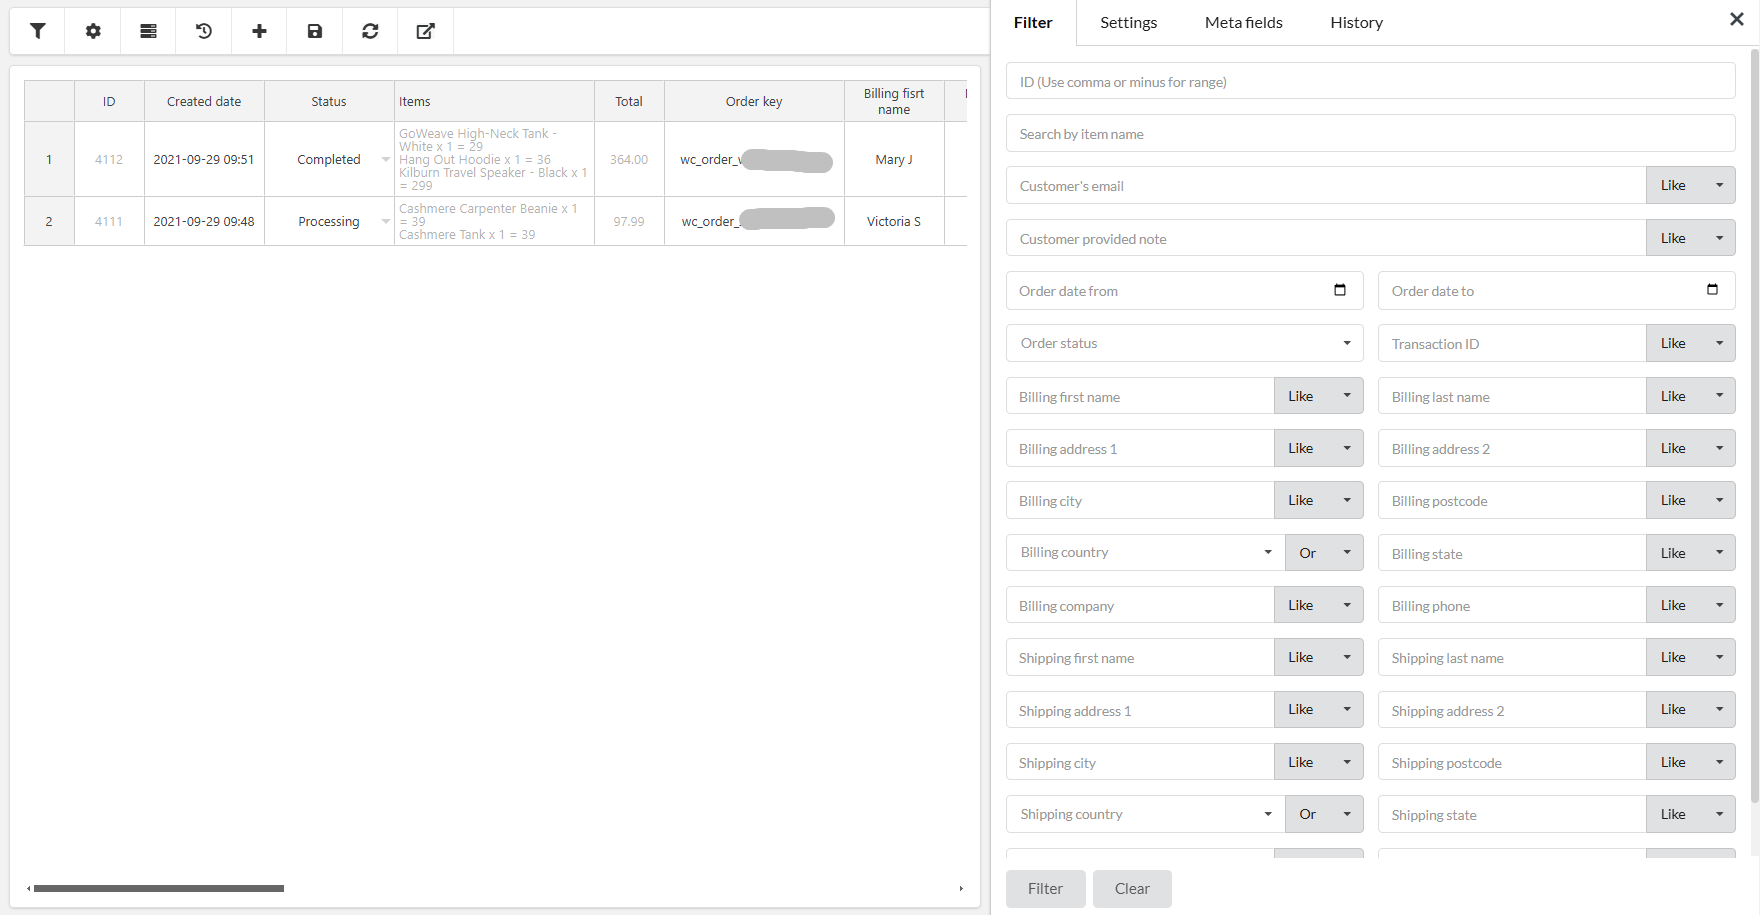 Filter Settings Meta fields History
ID Created date Status Items Total Order key Billing fisrt
name
1 4112 2021-09-29 09:51 Completed GoWeave High-Neck Tank -
White x 1 = 29
Hang Out Hoodie x 1 = 36
Kilburn Travel Speaker - Black x 1
= 299
364.00 wc_order_ Mary J
2 4111 2021-09-29 09:48 Processing Cashmere Carpenter Beanie x 1
= 39
Cashmere Tank x 1 = 39
97.99 wc_order_ Victoria S
ID (Use comma or minus for range)
Search by item name
Customer's email Like
Customer provided note Like
Order date from Order date to
Order status Transaction ID Like
Billing first name Like Billing last name Like
Billing address 1 Like Billing address 2 Like
Billing city Like Billing postcode Like
Billing country Or Billing state Like
Billing company Like Billing phone Like
Shipping first name Like Shipping last name Like
Shipping address 1 Like Shipping address 2 Like
Shipping city Like Shipping postcode Like
Shipping country Or Shipping state Like
Filter Clear